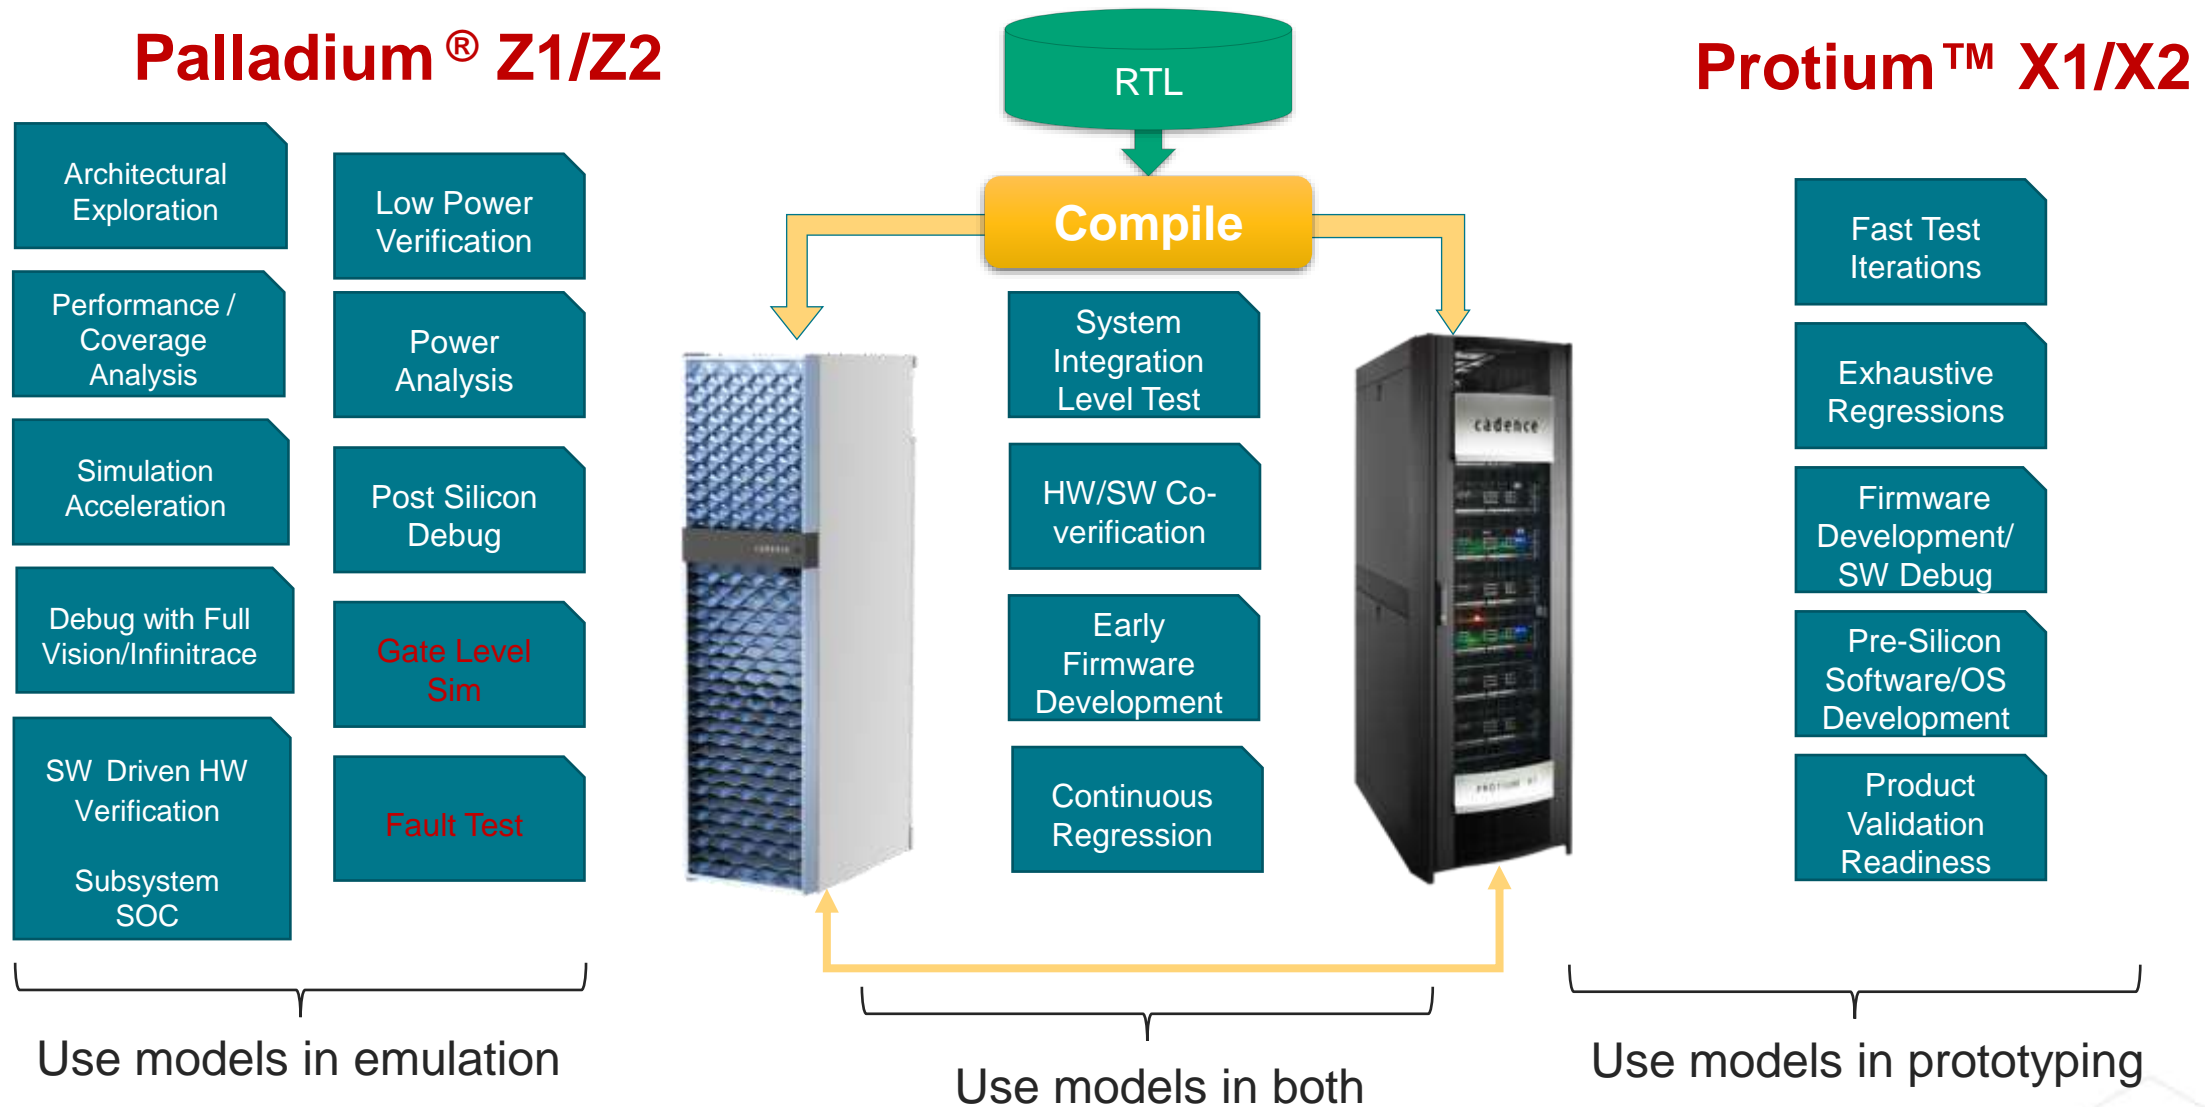 Palladium® Z1/Z2
RTL
Protium™ X1/X2
Compile
Architectural
Exploration
Performance /
Coverage
Analysis
Simulation
Acceleration
Debug with Full
Vision/Infinitrace
SW Driven HW
Verification
Subsystem
SOC
Low Power
Verification
Power
Analysis
Post Silicon
Debug
Gate Level
Sim
Fault Test
cadence
System
Integration
Level Test
HW/SW Co-
verification
Early
Firmware
Development
Continuous
Regression
cadence
PROTIUM X1
Fast Test
Iterations
Exhaustive
Regressions
Firmware
Development/
SW Debug
Pre-Silicon
Software/OS
Development
Product
Validation
Readiness
Use models in emulation
Use models in both
Use models in prototyping